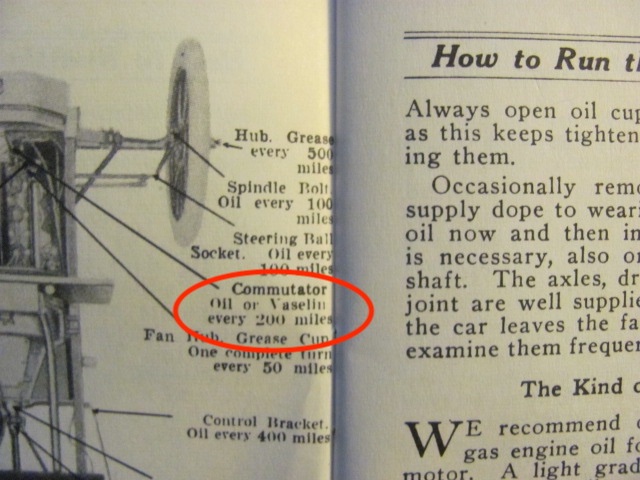 Hub. Grease
every 500
miles
Spindle Bolt.
Oil every 100
miles
Steering Ball
Socket. Oil every
100 miles
Commutator
Oil or Vaselin
every 200 miles
Fan Hub. Grease Cup
One complete turn
every 50 miles
Control Bracket.
Oil every 400 miles
How to Run th
Always open oil cup
as this keeps tighten
ing them.
Occasionally remo
supply dope to weari
oil now and then in
is necessary, also on
shaft. The axles, dr
joint are well supplie
the car leaves the fa
examine them frequen
The Kind o
WE recommend o
gas engine oil fo
motor. A light grad